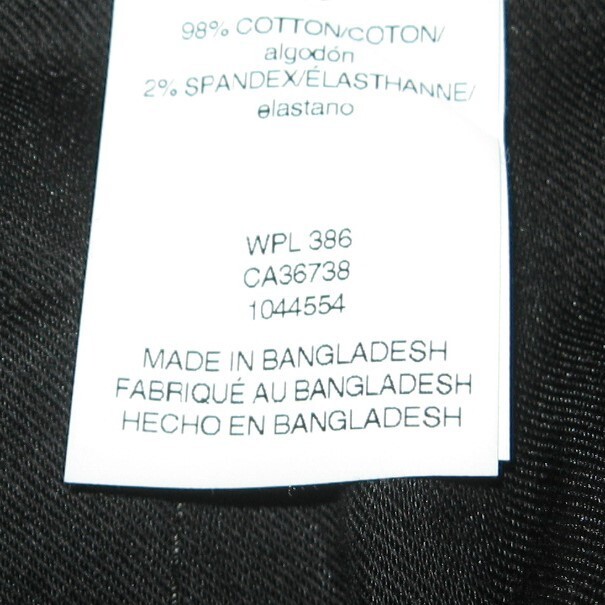 98% COTTON/COTON/
algodón
2% SPANDEX/ÉLASTHANNE/
elastano
WPL 386
CA36738
1044554
MADE IN BANGLADESH
FABRIQUÉ AU BANGLADESH
HECHO EN BANGLADESH